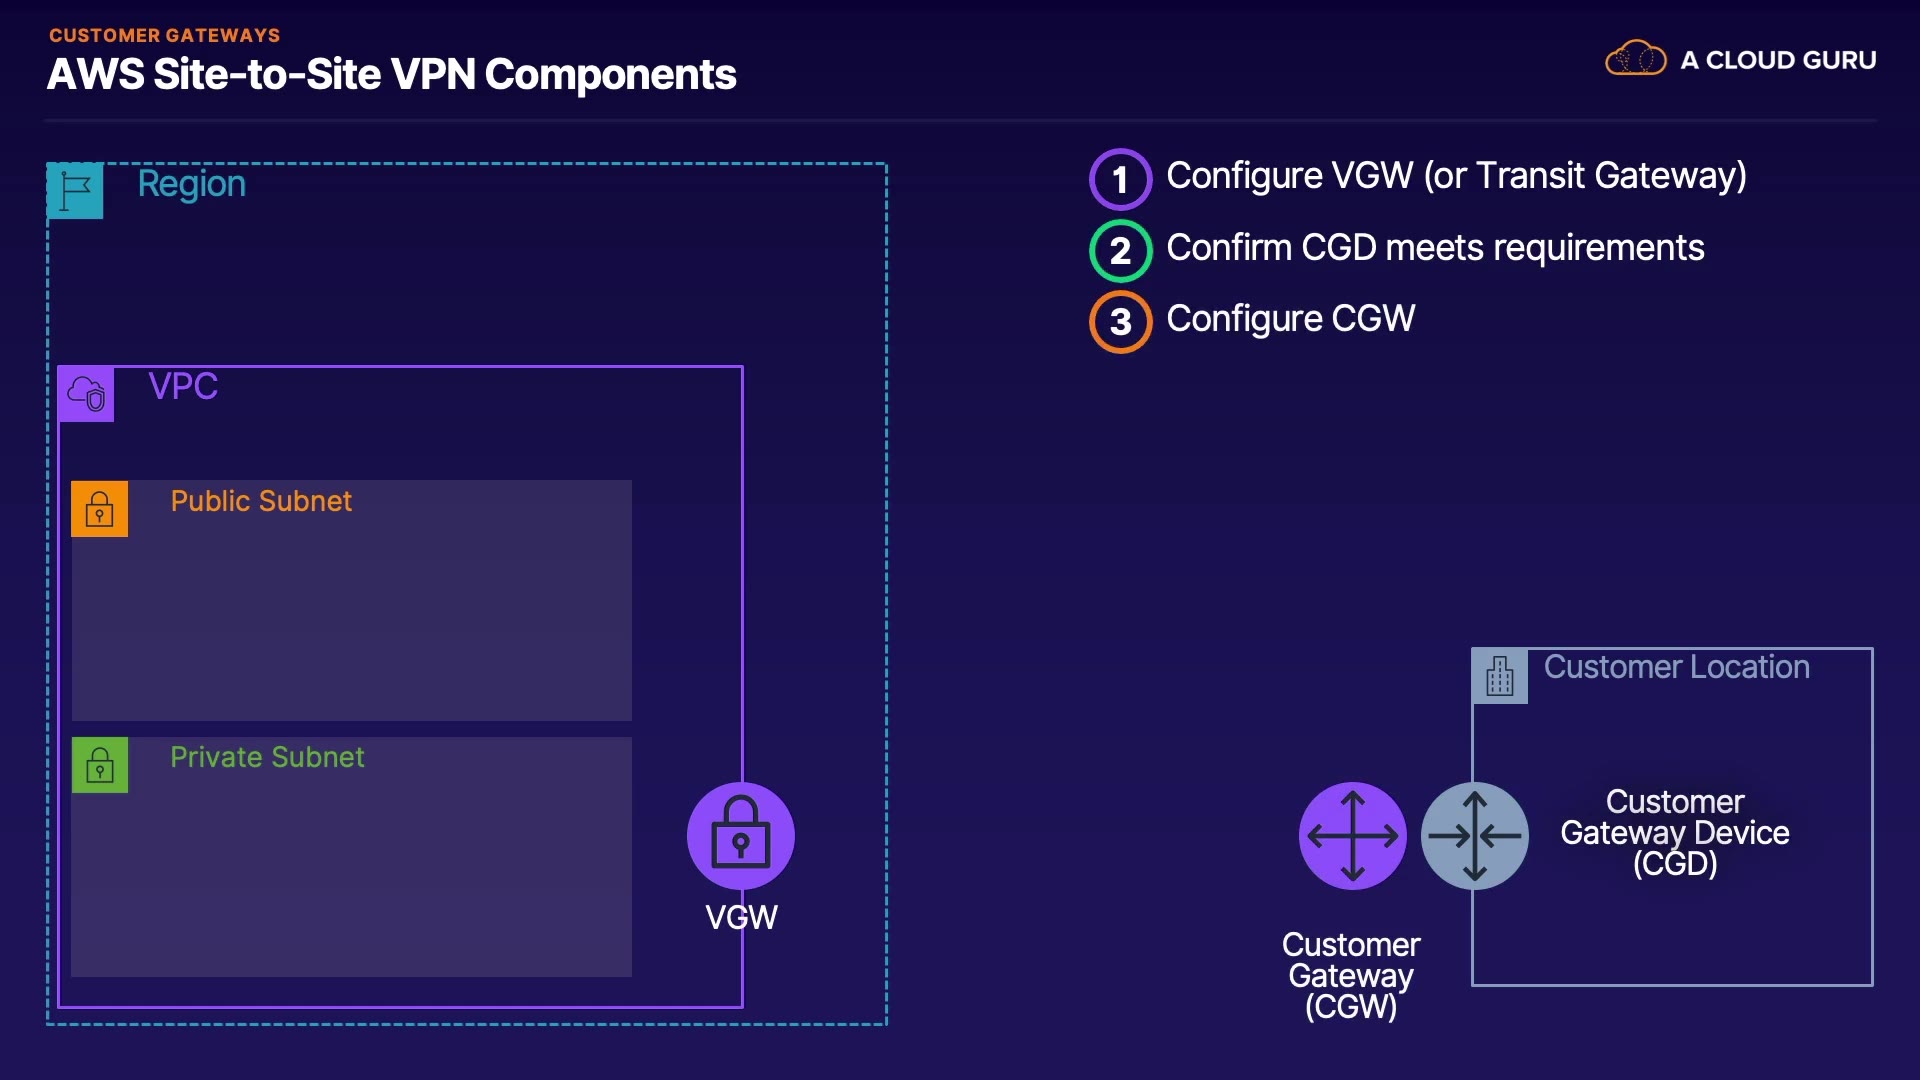 CUSTOMER GATEWAYS
AWS Site-to-Site VPN Components
A CLOUD GURU
Region
VPC
Public Subnet
Private Subnet
VGW
1 Configure VGW (or Transit Gateway)
2 Confirm CGD meets requirements
3 Configure CGW
Customer Location
Customer
Gateway Device
(CGD)
Customer
Gateway
(CGW)